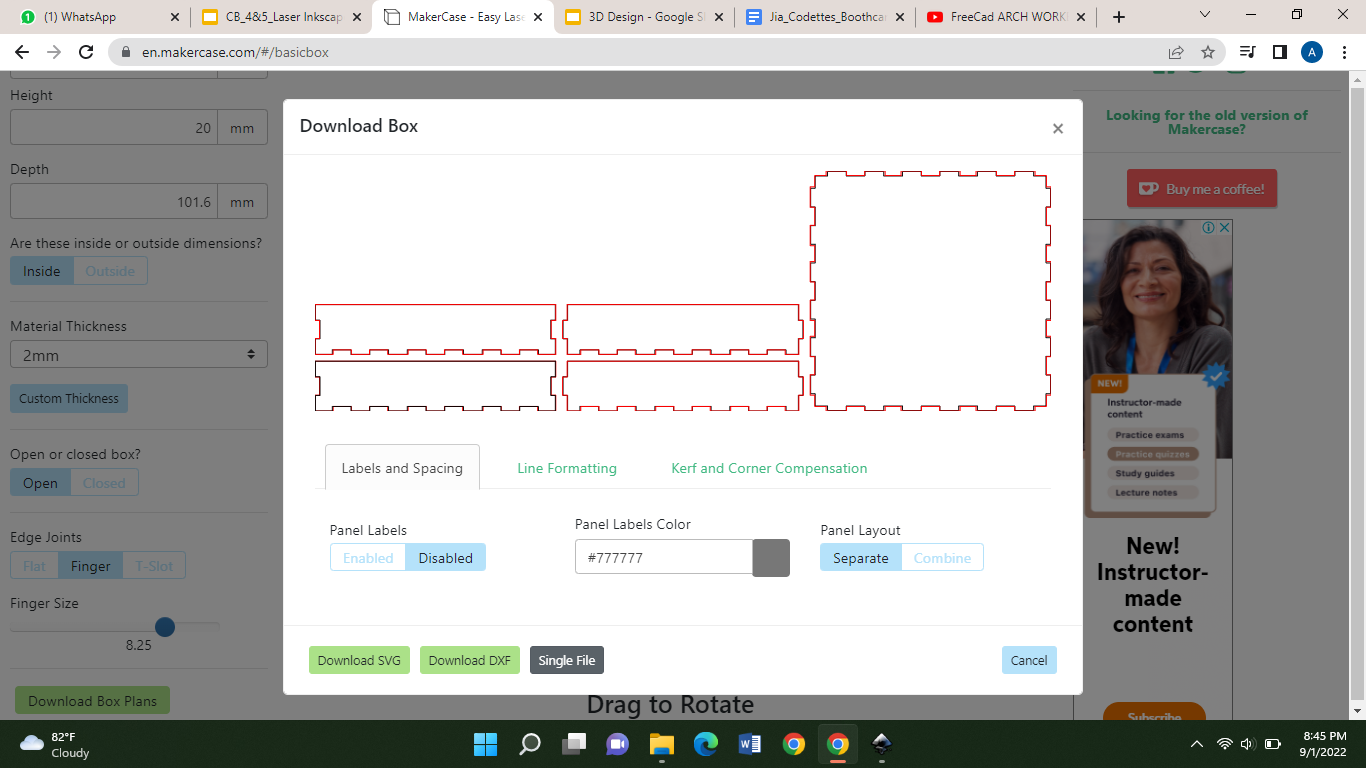 (1) WhatsApp
CB_4&5_Laser Inkscap
MakerCase - Easy Lase
3D Design - Google Sl
Jia_Codettes_Boothca
FreeCad ARCH WORK
en.makercase.com/#/basicbox
A
Height
20 mm
Depth
101.6 mm
Are these inside or outside dimensions?
Inside Outside
Material Thickness
2mm
Custom Thickness
Open or closed box?
Open Closed
Edge Joints
Flat Finger T-Slot
Finger Size
8.25
Download Box Plans
Download Box
×
Labels and Spacing
Line Formatting
Kerf and Corner Compensation
Panel Labels
Enabled Disabled
Panel Labels Color
#777777
Panel Layout
Separate Combine
Download SVG
Download DXF
Single File
Cancel
Drag to Rotate
Looking for the old version of
Makercase?
Buy me a coffee!
NEW!
Instructor-made
content
Practice exams
Practice quizzes
Study guides
Lecture notes
New!
Instructor-
made
content
Subscribe
82°F
Cloudy
8:45 PM
9/1/2022